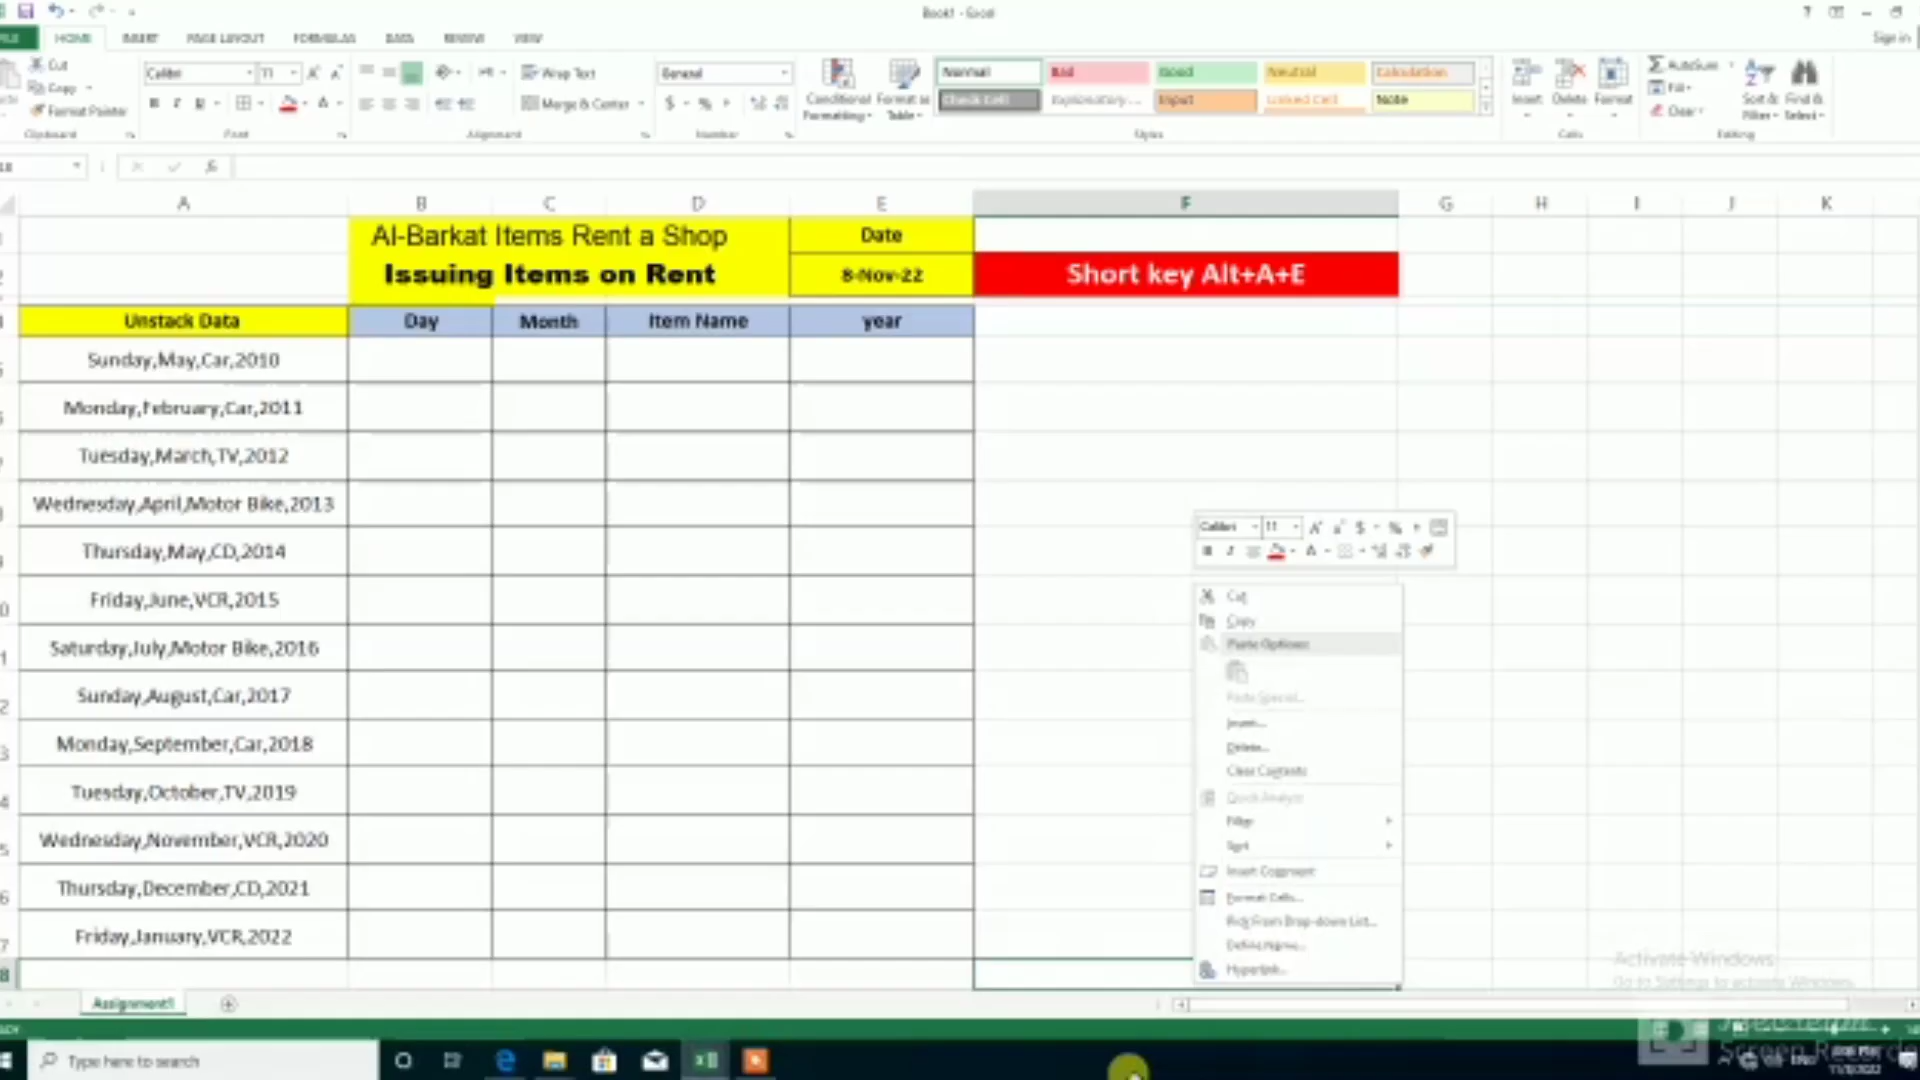 Book1 - Excel
Sign in
HOME INSERT PAGE LAYOUT FORMULAS DATA REVIEW VIEW
Cut
Copy
Format Painter
Clipboard
Calibri 11
Font
Wrap Text
Merge & Center
Alignment
General
Number
Conditional Formatting
Format as Table
Normal Bad Good Neutral Calculation
Check Cell Explanatory ... Input Linked Cell Note
Styles
Insert Delete Format
Cells
AutoSum
Fill
Clear
Sort & Filter
Find & Select
Editing
A B C D E F G H I J K
Al-Barkat Items Rent a Shop Date
Issuing Items on Rent 8-Nov-22 Short key Alt+A+E
Unstack Data Day Month Item Name year
Sunday,May,Car,2010
Monday,February,Car,2011
Tuesday,March,TV,2012
Wednesday,April,Motor Bike,2013
Thursday,May,CD,2014
Friday,June,VCR,2015
Saturday,July,Motor Bike,2016
Sunday,August,Car,2017
Monday,September,Car,2018
Tuesday,October,TV,2019
Wednesday,November,VCR,2020
Thursday,December,CD,2021
Friday,January,VCR,2022
Calibri 11
Cut
Copy
Paste Options:
Paste Special...
Insert...
Delete...
Clear Contents
Quick Analysis
Filter
Sort
Insert Comment
Format Cells...
Pick From Drop-down List...
Define Name...
Hyperlink...
Activate Windows
Go to Settings to activate Windows.
Assignment1
Type here to search
Screen Recorder